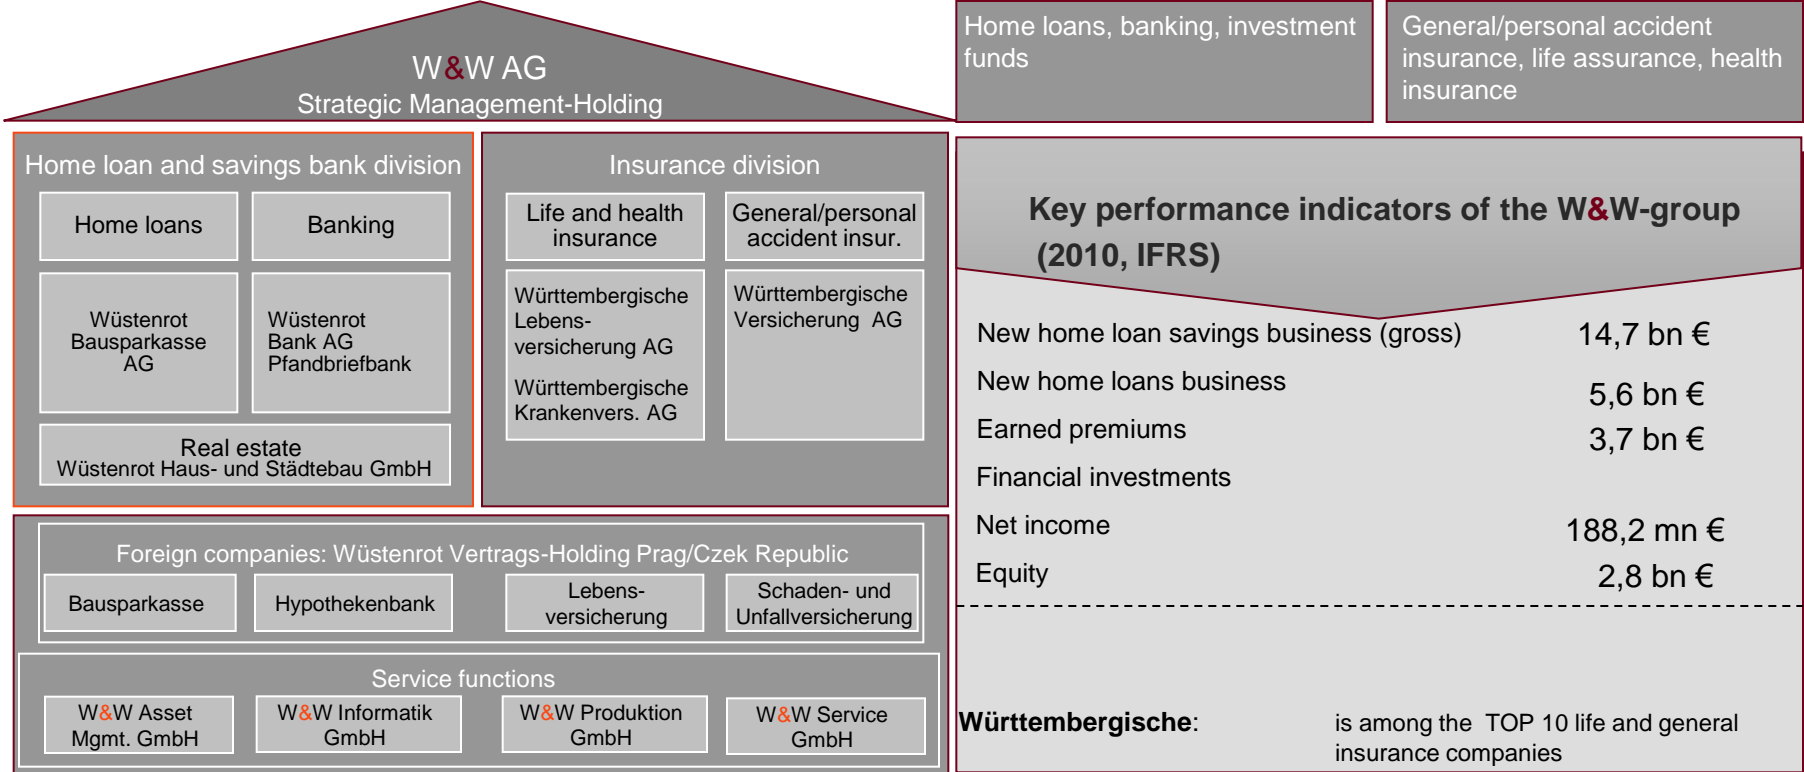 W&W AG
Strategic Management-Holding
Home loans, banking, investment
funds
General/personal accident
insurance, life assurance, health
insurance
Home loan and savings bank division
Home loans
Banking
Wüstenrot
Bausparkasse
AG
Wüstenrot
Bank AG
Pfandbriefbank
Real estate
Wüstenrot Haus- und Städtebau GmbH
Insurance division
Life and health
insurance
General/personal
accident insur.
Württembergische
Lebens-
versicherung AG
Württembergische
Krankenvers. AG
Württembergische
Versicherung AG
Foreign companies: Wüstenrot Vertrags-Holding Prag/Czek Republic
Bausparkasse
Hypothekenbank
Lebens-
versicherung
Schaden- und
Unfallversicherung
Service functions
W&W Asset
Mgmt. GmbH
W&W Informatik
GmbH
W&W Produktion
GmbH
W&W Service
GmbH
Key performance indicators of the W&W-group
(2010, IFRS)
New home loan savings business (gross) 14,7 bn €
New home loans business 5,6 bn €
Earned premiums 3,7 bn €
Financial investments
Net income 188,2 mn €
Equity 2,8 bn €
Württembergische: is among the TOP 10 life and general
insurance companies